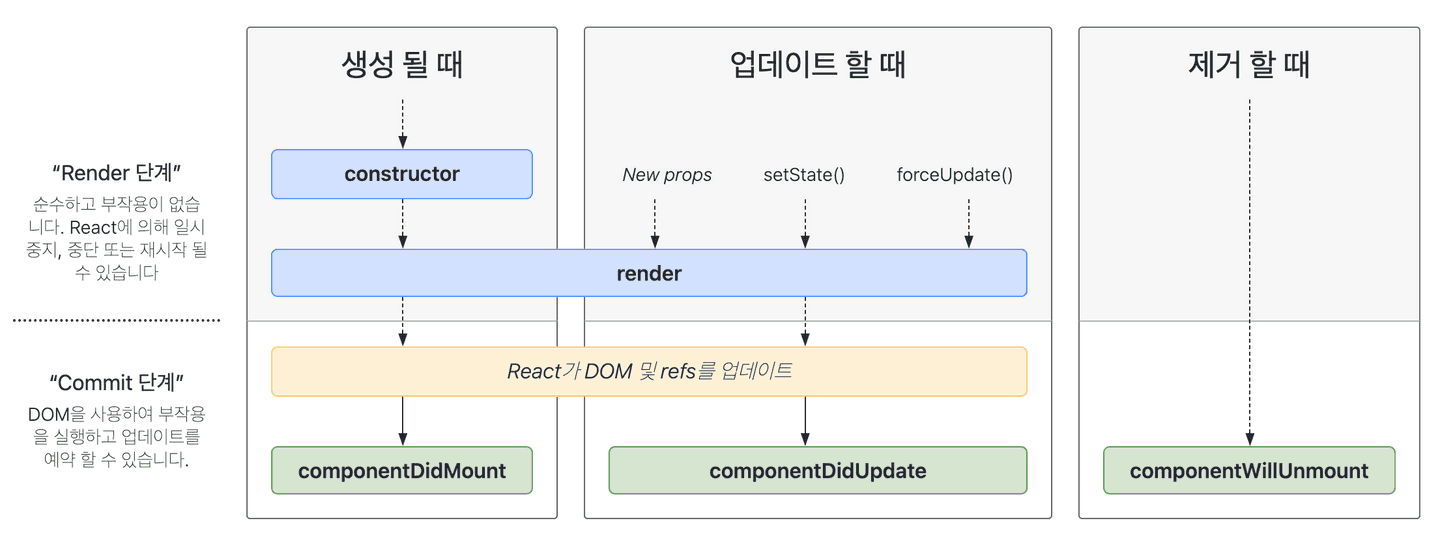 생성 될 때
업데이트 할 때
제거 할 때
“Render 단계”
순수하고 부작용이 없습
니다. React에 의해 일시
중지, 중단 또는 재시작 될
수 있습니다
constructor
New props
setState()
forceUpdate()
render
“Commit 단계”
DOM을 사용하여 부작용
을 실행하고 업데이트를
예약 할 수 있습니다.
React가 DOM 및 refs를 업데이트
componentDidMount
componentDidUpdate
componentWillUnmount